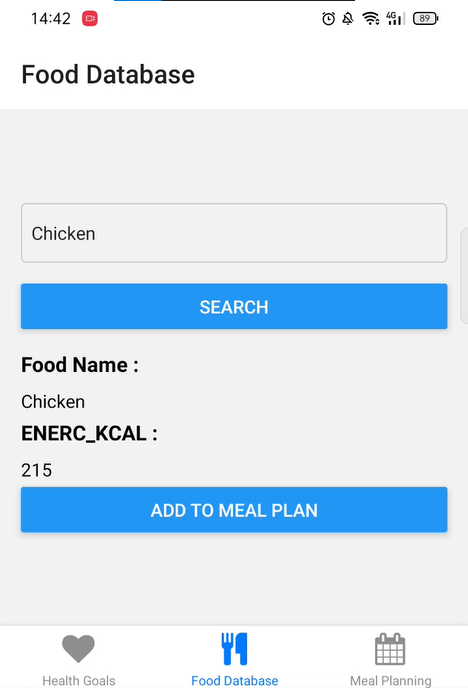 14:42
4G
89
Food Database
Chicken
SEARCH
Food Name :
Chicken
ENERC_KCAL :
215
ADD TO MEAL PLAN
Health Goals
Food Database
Meal Planning